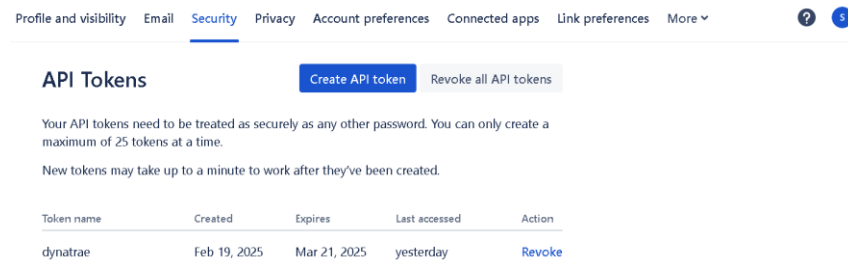 Profile and visibility Email Security Privacy Account preferences Connected apps Link preferences More
? S
API Tokens Create API token Revoke all API tokens
Your API tokens need to be treated as securely as any other password. You can only create a
maximum of 25 tokens at a time.
New tokens may take up to a minute to work after they've been created.
Token name Created Expires Last accessed Action
dynatrae Feb 19, 2025 Mar 21, 2025 yesterday Revoke